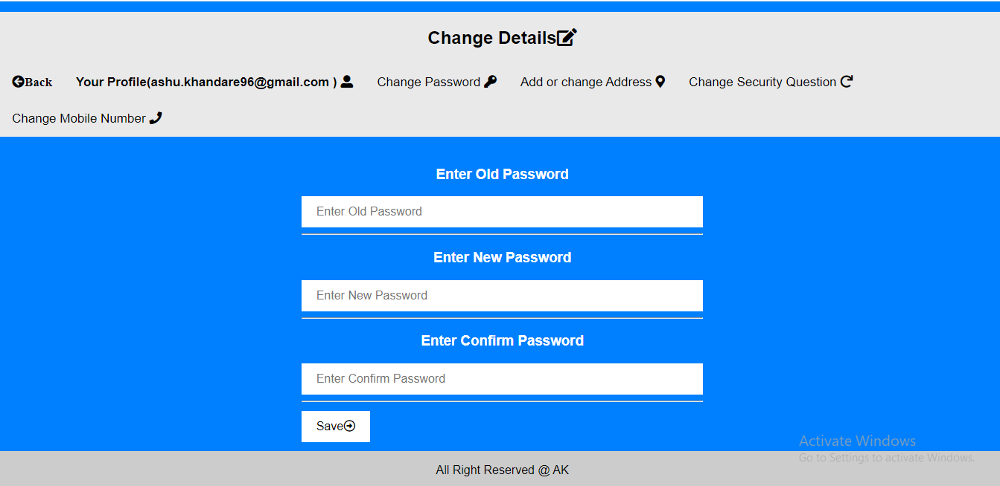 Change Details
Back Your Profile(ashu.khandare96@gmail.com ) Change Password Add or change Address Change Security Question
Change Mobile Number
Enter Old Password
Enter Old Password
Enter New Password
Enter New Password
Enter Confirm Password
Enter Confirm Password
Save
Activate Windows
Go to Settings to activate Windows.
All Right Reserved @ AK